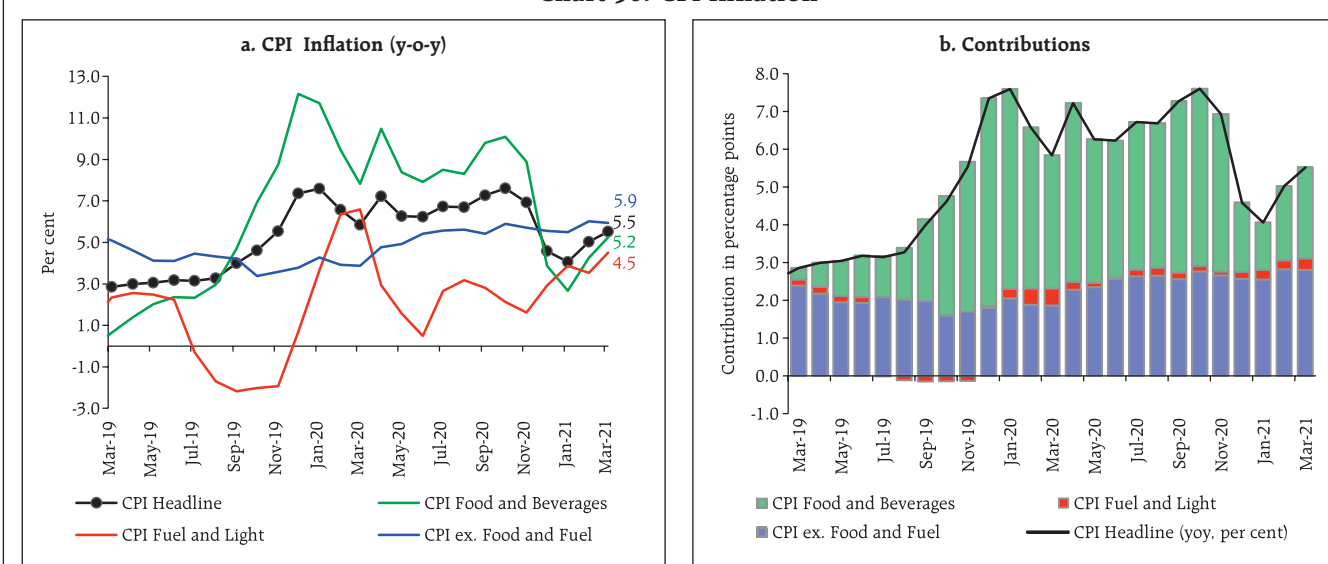 a. CPI Inflation (y-o-y)
Per cent
13.0
11.0
9.0
7.0
5.0
3.0
1.0
-1.0
-3.0
5.9
5.5
5.2
4.5
Mar-19
May-19
Jul-19
Sep-19
Nov-19
Jan-20
Mar-20
May-20
Jul-20
Sep-20
Nov-20
Jan-21
Mar-21
CPI Headline
CPI Food and Beverages
CPI Fuel and Light
CPI ex. Food and Fuel
b. Contributions
Contribution in percentage points
8.0
7.0
6.0
5.0
4.0
3.0
2.0
1.0
0.0
-1.0
Mar-19
May-19
Jul-19
Sep-19
Nov-19
Jan-20
Mar-20
May-20
Jul-20
Sep-20
Nov-20
Jan-21
Mar-21
CPI Food and Beverages
CPI Fuel and Light
CPI ex. Food and Fuel
CPI Headline (yoy, per cent)